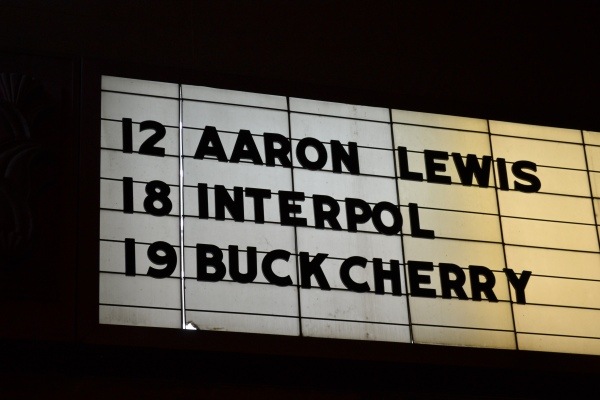 12 AARON LEWIS
18 INTERPOL
19 BUCKCHERRY